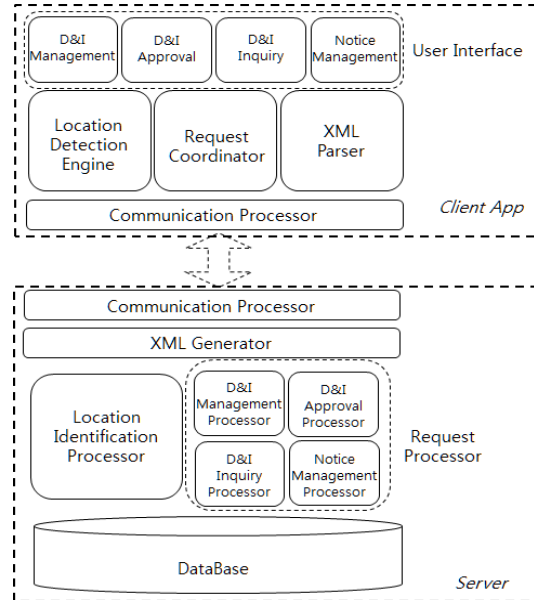 D&I
Management
D&I
Approval
D&I
Inquiry
Notice
Management
User Interface
Location
Detection
Engine
Request
Coordinator
XML
Parser
Communication Processor
Client App
Communication Processor
XML Generator
Location
Identification
Processor
D&I
Management
Processor
D&I
Approval
Processor
D&I
Inquiry
Processor
Notice
Management
Processor
Request
Processor
DataBase
Server